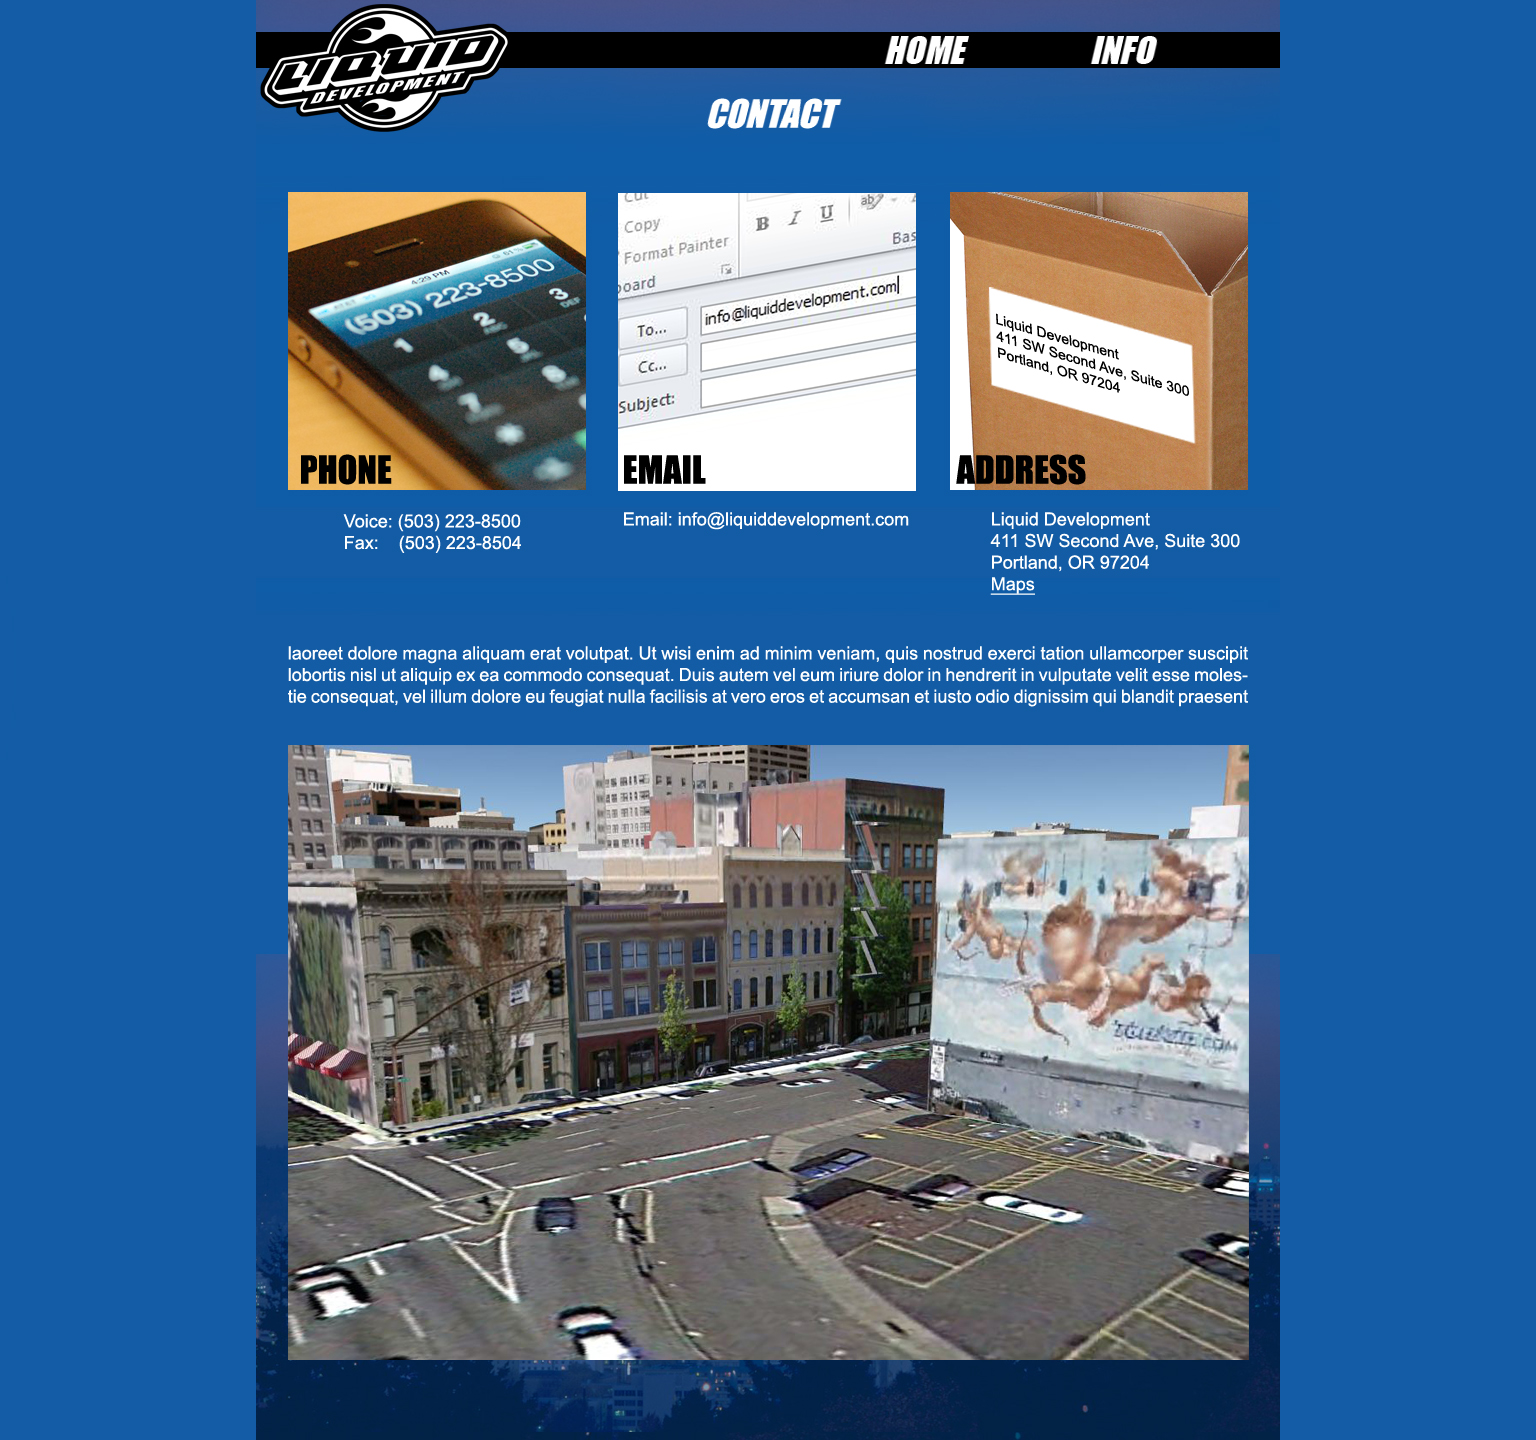 LIQUID
DEVELOPMENT
HOME INFO
CONTACT
4:29 PM
(503) 223-8500
1 2 3
5
PHONE
Cut
Copy
Format Painter
board
B I U
ab
Bas
To...
info@liquiddevelopment.com
Cc...
Subject:
EMAIL
Liquid Development
411 SW Second Ave, Suite 300
Portland, OR 97204
ADDRESS
Voice: (503) 223-8500
Fax: (503) 223-8504
Email: info@liquiddevelopment.com
Liquid Development
411 SW Second Ave, Suite 300
Portland, OR 97204
Maps
laoreet dolore magna aliquam erat volutpat. Ut wisi enim ad minim veniam, quis nostrud exerci tation ullamcorper suscipit
lobortis nisl ut aliquip ex ea commodo consequat. Duis autem vel eum iriure dolor in hendrerit in vulputate velit esse moles-
tie consequat, vel illum dolore eu feugiat nulla facilisis at vero eros et accumsan et iusto odio dignissim qui blandit praesent